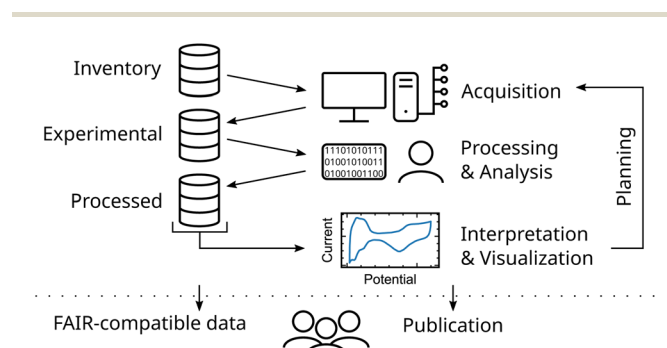 Inventory
Acquisition
Experimental
11101010111
01001010011
01001001100
Processing
& Analysis
Planning
Processed
Current
Potential
Interpretation
& Visualization
FAIR-compatible data
Publication